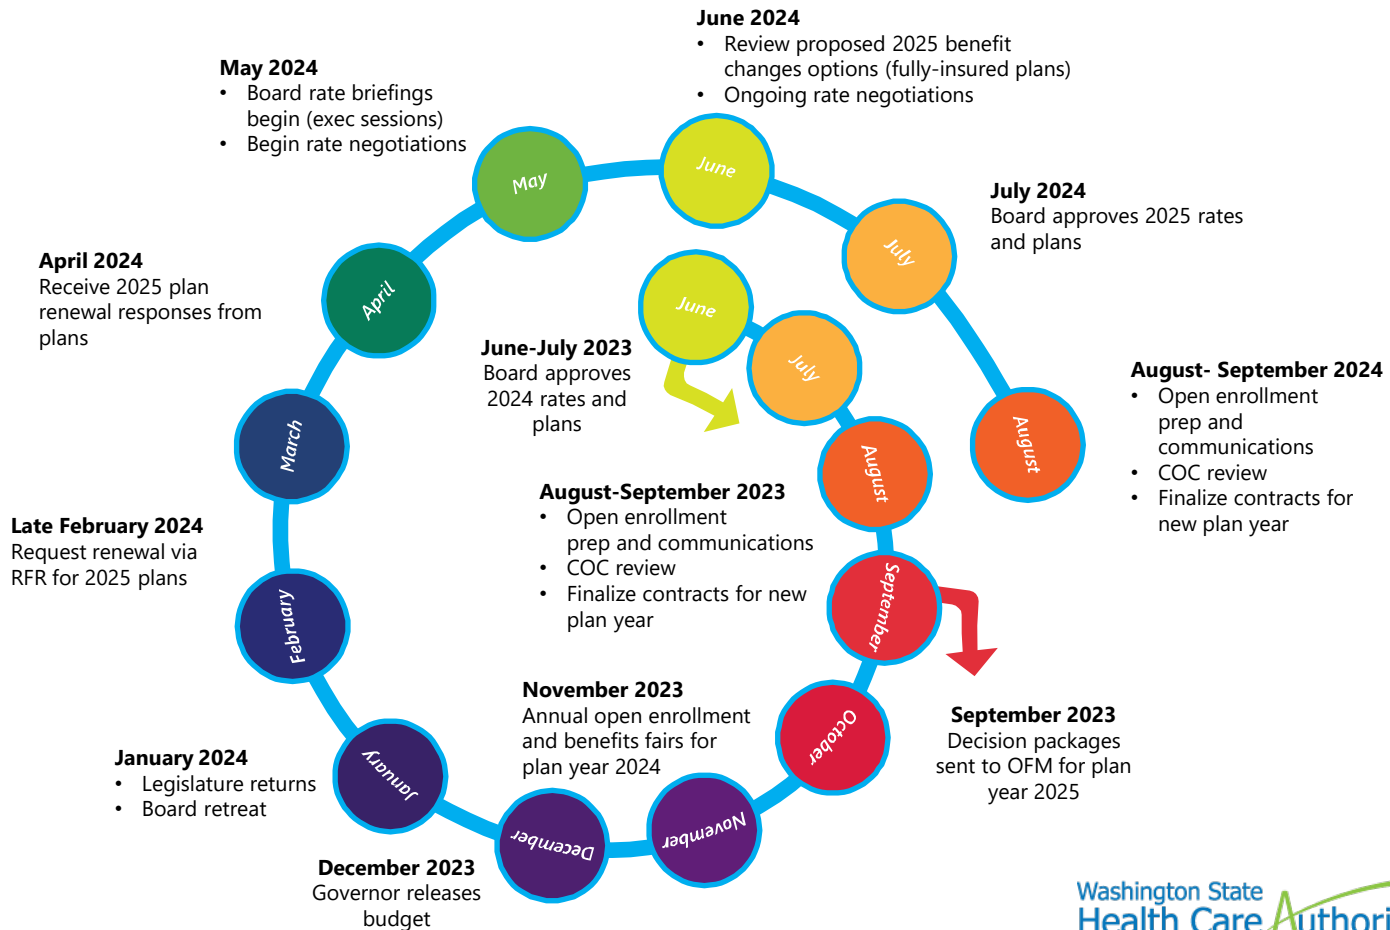 June 2024
• Review proposed 2025 benefit
changes options (fully-insured plans)
• Ongoing rate negotiations
May 2024
• Board rate briefings
begin (exec sessions)
• Begin rate negotiations
May
June
July 2024
Board approves 2025 rates
and plans
July
April 2024
Receive 2025 plan
renewal responses from
plans
April
June
June-July 2023
Board approves
2024 rates and
plans
July
August- September 2024
• Open enrollment
prep and
communications
• COC review
• Finalize contracts for
new plan year
August
March
August
August-September 2023
• Open enrollment
prep and communications
• COC review
• Finalize contracts for new
plan year
Late February 2024
Request renewal via
RFR for 2025 plans
February
September
September 2023
Decision packages
sent to OFM for plan
year 2025
November 2023
Annual open enrollment
and benefits fairs for
plan year 2024
October
January 2024
• Legislature returns
• Board retreat
January
December
November
December 2023
Governor releases
budget
Washington State
Health Care Authori